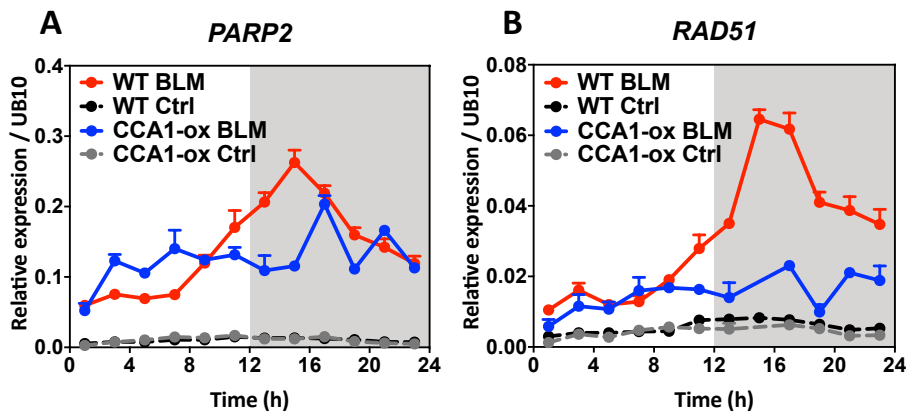 A
PARP2
Relative expression / UB10
0.4
0.3
0.2
0.1
0.0
WT BLM
WT Ctrl
CCA1-ox BLM
CCA1-ox Ctrl
0 4 8 12 16 20 24
Time (h)
B
RAD51
Relative expression / UB10
0.08
0.06
0.04
0.02
0.00
WT BLM
WT Ctrl
CCA1-ox BLM
CCA1-ox Ctrl
0 4 8 12 16 20 24
Time (h)